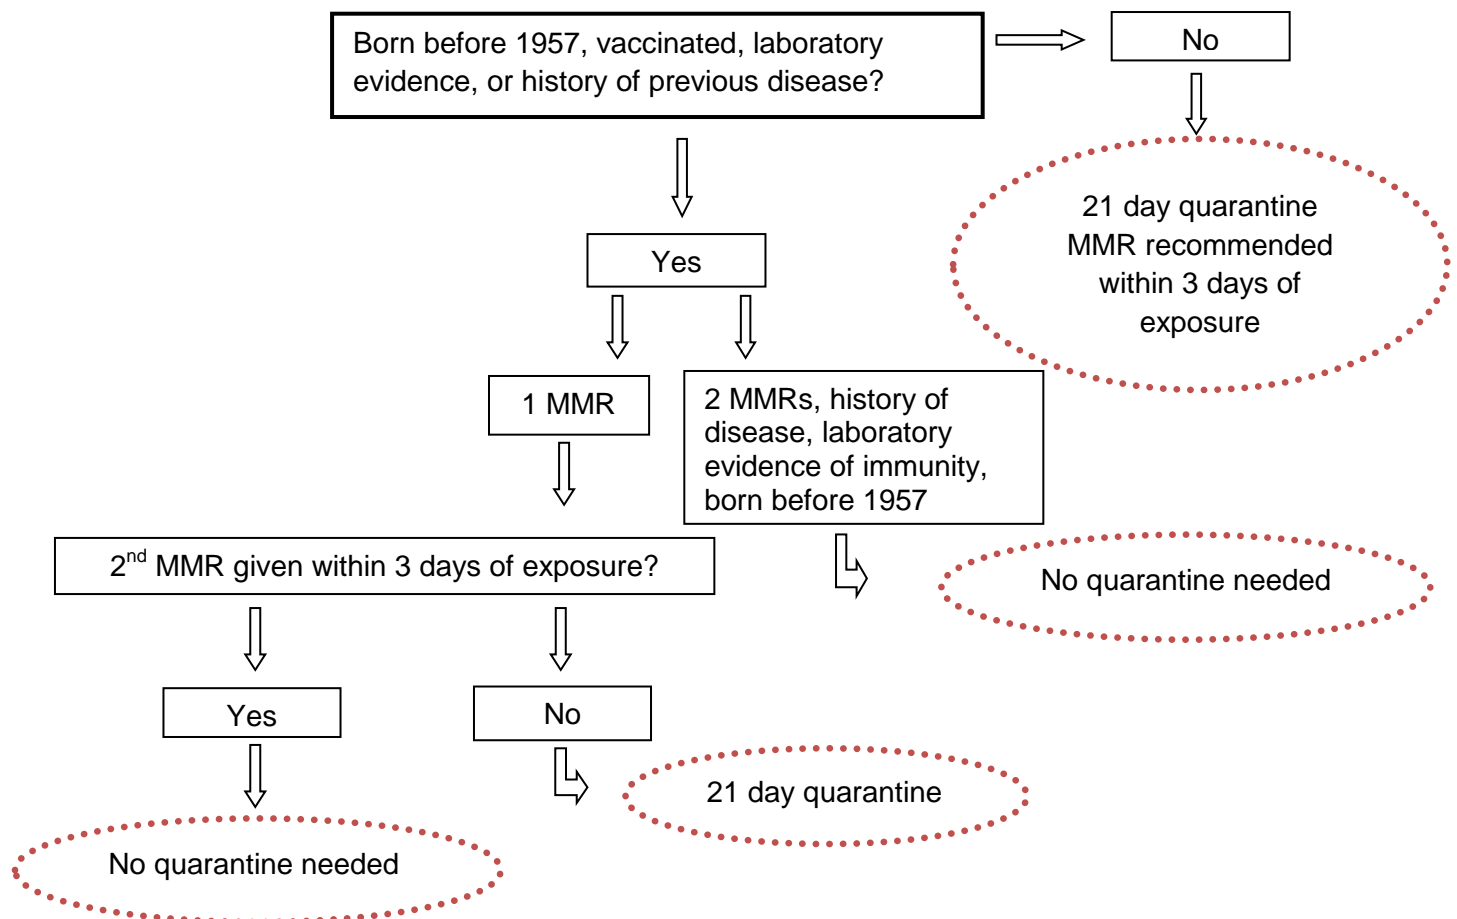 Born before 1957, vaccinated, laboratory
evidence, or history of previous disease?
No
21 day quarantine
MMR recommended
within 3 days of
exposure
Yes
1 MMR
2 MMRs, history of
disease, laboratory
evidence of immunity,
born before 1957
2nd MMR given within 3 days of exposure?
No quarantine needed
Yes
No
21 day quarantine
No quarantine needed